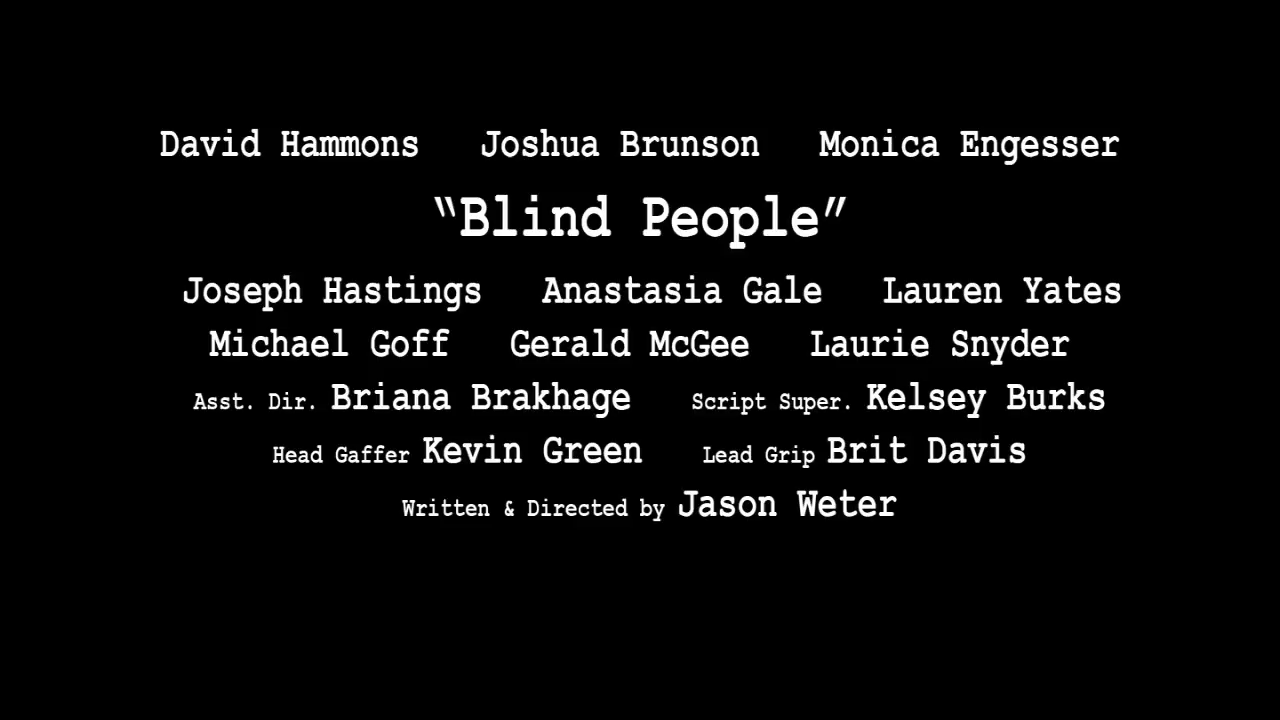 David Hammons Joshua Brunson Monica Engesser
“Blind People”
Joseph Hastings Anastasia Gale Lauren Yates
Michael Goff Gerald McGee Laurie Snyder
Asst. Dir. Briana Brakhage Script Super. Kelsey Burks
Head Gaffer Kevin Green Lead Grip Brit Davis
Written & Directed by Jason Weter